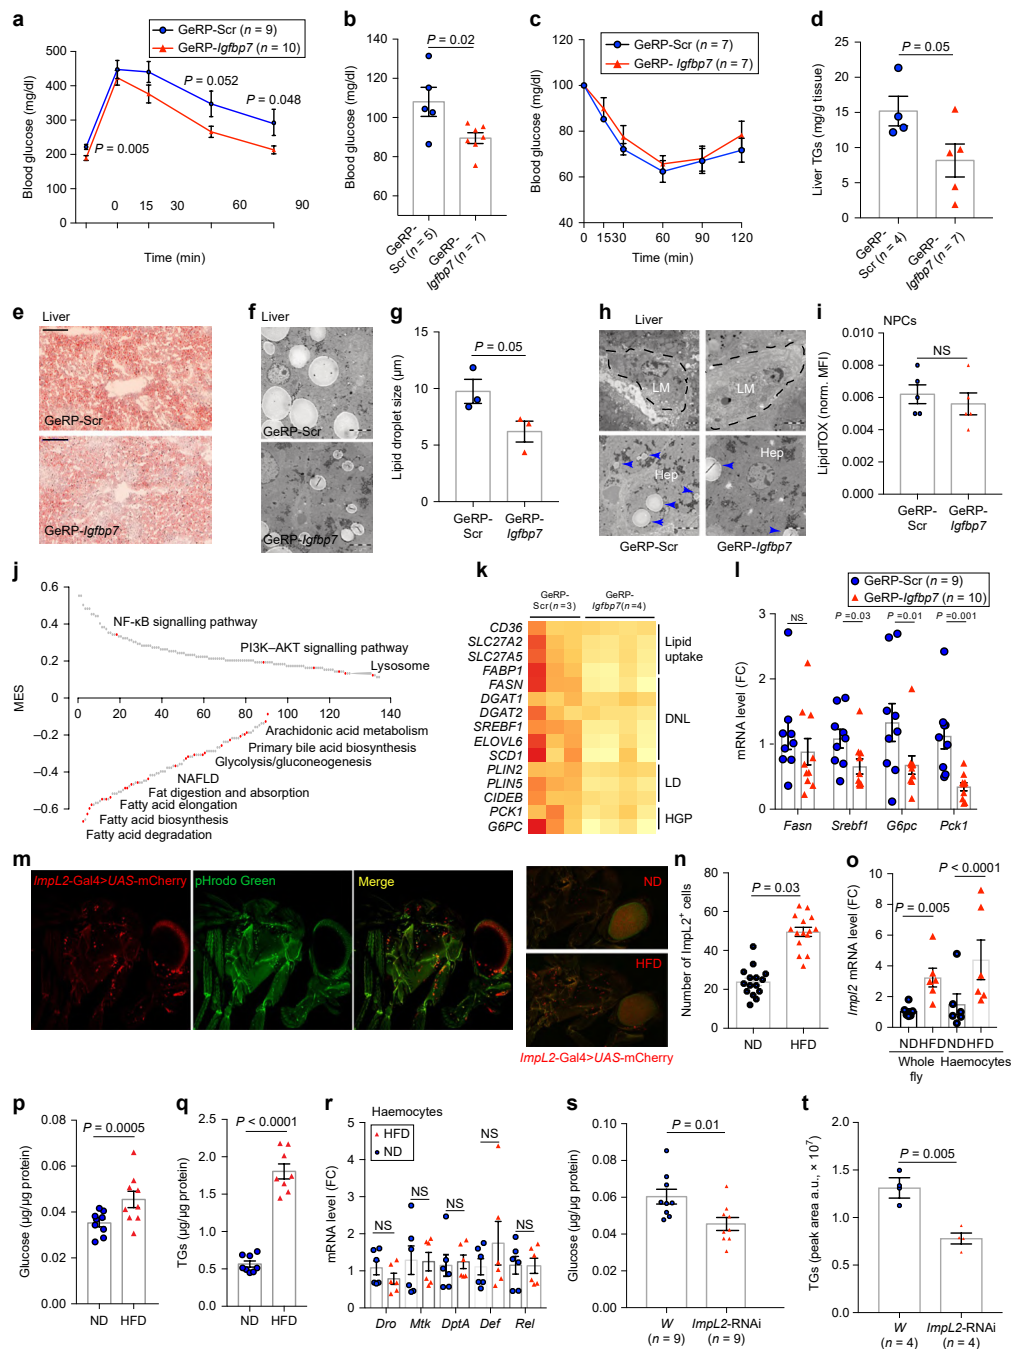 a
GeRP-Scr (n = 9)
GeRP-Igfbp7 (n = 10)
Blood glucose (mg/dl)
500
400
300
200
100
0
P = 0.005
P = 0.052
P = 0.048
0 15 30 60 90
Time (min)
b
P = 0.02
Blood glucose (mg/dl)
100
80
60
40
GeRP-Scr (n = 5)
GeRP-Igfbp7 (n = 7)
c
GeRP-Scr (n = 7)
GeRP- Igfbp7 (n = 7)
Blood glucose (mg/dl)
120
100
80
60
40
0 1530 60 90 120
Time (min)
d
P = 0.05
Liver TGs (mg/g tissue)
25
20
15
10
5
0
GeRP-Scr (n = 4)
GeRP-Igfbp7 (n = 7)
e
Liver
GeRP-Scr
GeRP-Igfbp7
f
Liver
GeRP-Scr
GeRP-Igfbp7
g
P = 0.05
Lipid droplet size (µm)
15
10
5
0
GeRP-Scr
GeRP-Igfbp7
h
Liver
LM
LM
Hep
GeRP-Scr
GeRP-Igfbp7
i
NPCs
NS
LipidTOX (norm. MFI)
0.010
0.008
0.006
0.004
0.002
0.000
GeRP-Scr
GeRP-Igfbp7
j
MES
0.6
0.4
0.2
0
–0.2
–0.4
–0.6
20 40 60 80 100 120 140
NF-κB signalling pathway
PI3K–AKT signalling pathway
Lysosome
Arachidonic acid metabolism
Primary bile acid biosynthesis
Glycolysis/gluconeogenesis
NAFLD
Fat digestion and absorption
Fatty acid elongation
Fatty acid biosynthesis
Fatty acid degradation
k
GeRP-Scr(n=3)
GeRP-Igfbp7(n=4)
CD36
SLC27A2
SLC27A5
FABP1
FASN
DGAT1
DGAT2
SREBF1
ELOVL6
SCD1
PLIN2
PLIN5
CIDEB
PCK1
G6PC
Lipid uptake
DNL
LD
HGP
l
GeRP-Scr (n = 9)
GeRP-Igfbp7 (n = 10)
NS
P =0.03
P =0.01
P =0.001
mRNA level (FC)
3
2
1
0
Fasn Srebf1 G6pc Pck1
m
ImpL2-Gal4>UAS-mCherry
pHrodo Green
Merge
ND
HFD
ImpL2-Gal4>UAS-mCherry
n
P = 0.03
Number of ImpL2+ cells
80
60
40
20
0
ND HFD
o
P < 0.0001
P = 0.005
Impl2 mRNA level (FC)
10
8
6
4
2
0
ND HFD ND HFD
Whole fly
Haemocytes
p
P = 0.0005
Glucose (µg/µg protein)
0.08
0.06
0.04
0.02
0.00
ND HFD
q
P < 0.0001
TGs (µg/µg protein)
2.5
2.0
1.5
1.0
0.5
0.0
ND HFD
r
Haemocytes
HFD
ND
NS
NS
NS
NS
NS
mRNA level (FC)
5
4
3
2
1
0
Dro Mtk DptA Def Rel
s
P = 0.01
Glucose (µg/µg protein)
0.10
0.08
0.06
0.04
0.02
0.00
W (n = 9)
ImpL2-RNAi (n = 9)
t
P = 0.005
TGs (peak area a.u., × 10⁷)
2.0
1.5
1.0
0.5
0
W (n = 4)
ImpL2-RNAi (n = 4)